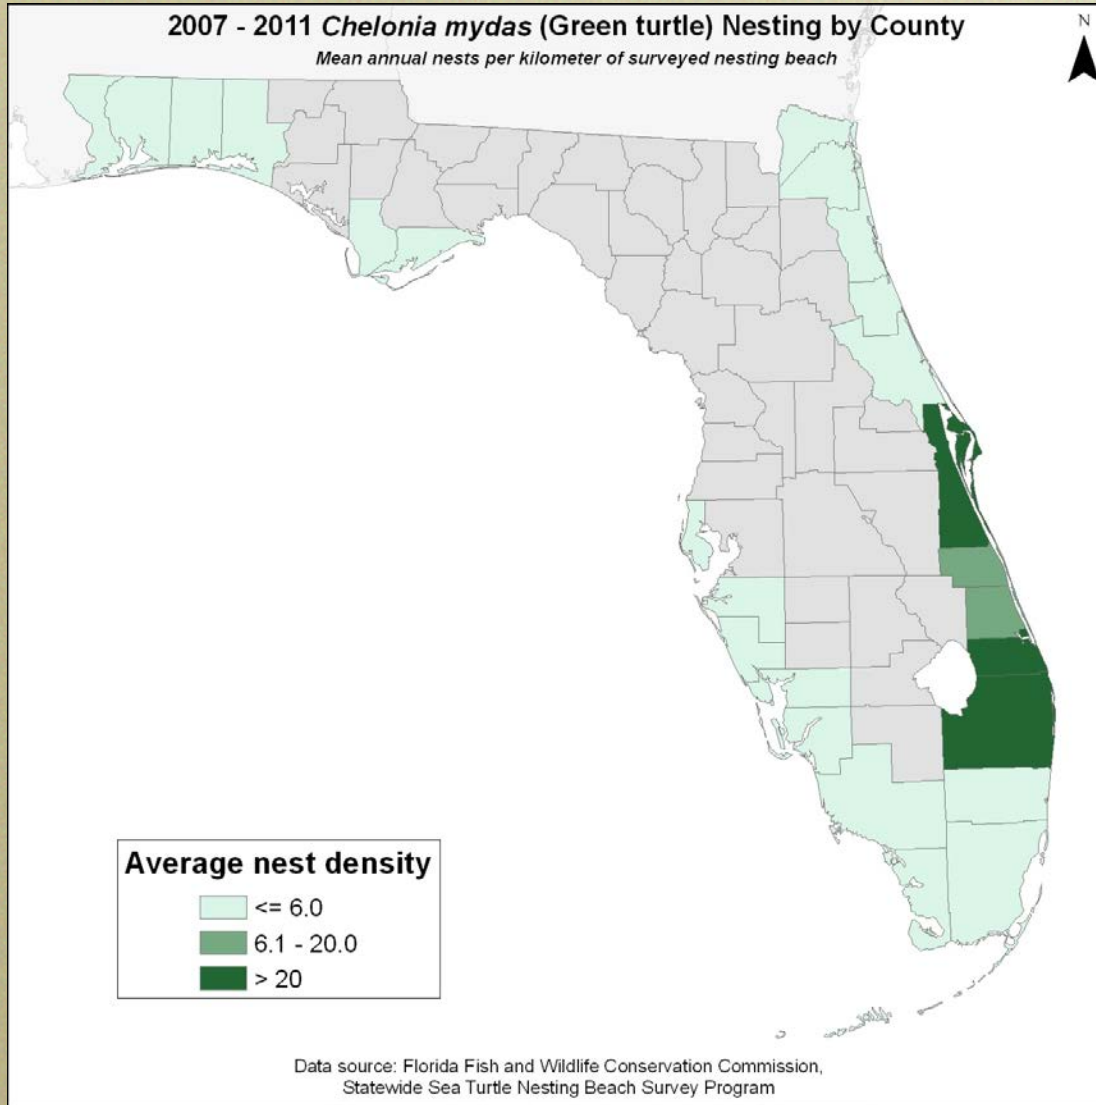 2007 - 2011 Chelonia mydas (Green turtle) Nesting by County
Mean annual nests per kilometer of surveyed nesting beach
N
Average nest density
<= 6.0
6.1 - 20.0
> 20
Data source: Florida Fish and Wildlife Conservation Commission,
Statewide Sea Turtle Nesting Beach Survey Program